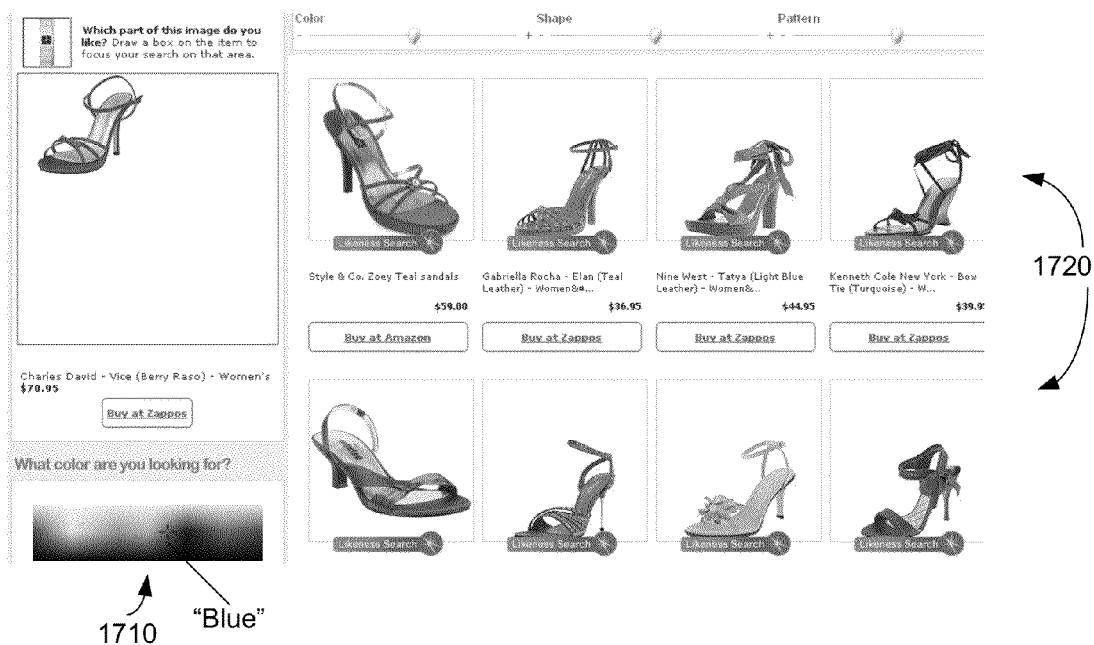 Which part of this image do you
like? Draw a box on the item to
focus your search on that area.
Charles David - Vice (Berry Raso) - Women's
$70.95
Buy at Zappos
What color are you looking for?
Color Shape Pattern
- + - + -
Likeness Search Likeness Search Likeness Search Likeness Search
Style & Co. Zoey Teal sandals
$59.00
Buy at Amazon
Gabriella Rocha - Elan (Teal
Leather) - Women&#...
$36.95
Buy at Zappos
Nine West - Tatya (Light Blue
Leather) - Women&...
$44.95
Buy at Zappos
Kenneth Cole New York - Bow
Tie (Turquoise) - W...
$39.9
Buy at Zappos
Likeness Search Likeness Search Likeness Search Likeness Search
1720
"Blue"
1710